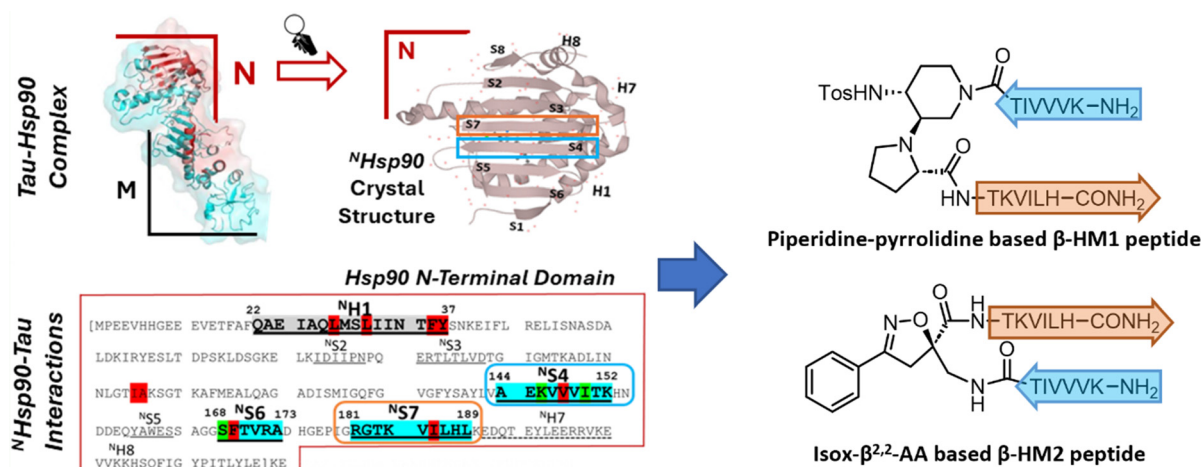 Tau-Hsp90
Complex
N
M
N
NHsp90
Crystal
Structure
S8
H8
S2
H7
S3
S7
S4
S5
H1
S6
S1
TosHN
N
O
TIVVVK–NH2
N
O
HN
TKVILH–CONH2
Piperidine-pyrrolidine based β-HM1 peptide
Hsp90 N-Terminal Domain
NHsp90-Tau
Interactions
22 NH1 37
[MPEEVHHGEE EVETFAFQAE IAQLMSLIIN TFYSNKEIFL RELISNASDA
NS2 NS3
LDKIRYESLT DPSKLDSGKE LKIDIIPNPQ ERTLTLVDTG IGMTKADLIN
144 NS4 152
NLGTIAKSGT KAFMEALQAG ADISMIGQFG VGFYSAYLVA EKVVVITKHN
NS5 168 NS6 173 181 NS7 189 NH7
DDEQYAWESS AGGSFTVRAD HGEPIGRGTK VILHLKEDQT EYLEERRVKE
NH8
VVKKHSQFIG YPITLYLE]KE
N
O
O
H
N
TKVILH–CONH2
N
H
O
TIVVVK–NH2
Isox-β2,2-AA based β-HM2 peptide